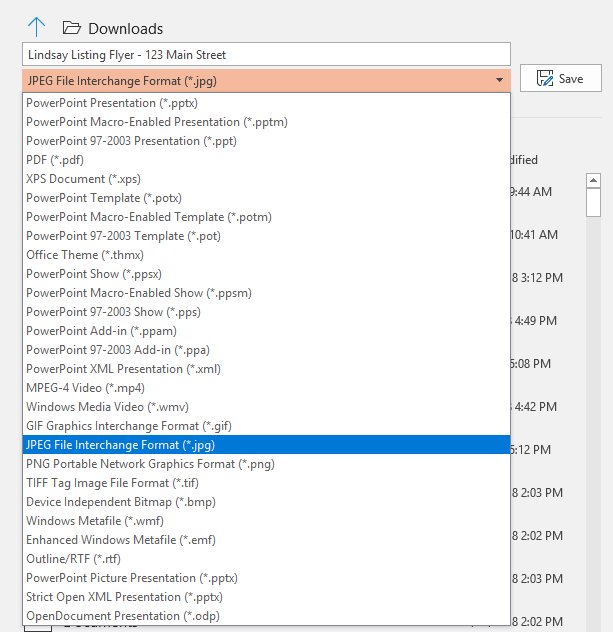 Downloads
Lindsay Listing Flyer - 123 Main Street
JPEG File Interchange Format (*.jpg)
Save
PowerPoint Presentation (*.pptx)
PowerPoint Macro-Enabled Presentation (*.pptm)
PowerPoint 97-2003 Presentation (*.ppt)
PDF (*.pdf)
XPS Document (*.xps)
PowerPoint Template (*.potx)
PowerPoint Macro-Enabled Template (*.potm)
PowerPoint 97-2003 Template (*.pot)
Office Theme (*.thmx)
PowerPoint Show (*.ppsx)
PowerPoint Macro-Enabled Show (*.ppsm)
PowerPoint 97-2003 Show (*.pps)
PowerPoint Add-in (*.ppam)
PowerPoint 97-2003 Add-in (*.ppa)
PowerPoint XML Presentation (*.xml)
MPEG-4 Video (*.mp4)
Windows Media Video (*.wmv)
GIF Graphics Interchange Format (*.gif)
JPEG File Interchange Format (*.jpg)
PNG Portable Network Graphics Format (*.png)
TIFF Tag Image File Format (*.tif)
Device Independent Bitmap (*.bmp)
Windows Metafile (*.wmf)
Enhanced Windows Metafile (*.emf)
Outline/RTF (*.rtf)
PowerPoint Picture Presentation (*.pptx)
Strict Open XML Presentation (*.pptx)
OpenDocument Presentation (*.odp)
dified
9:44 AM
10:41 AM
8 3:12 PM
4:49 PM
5:08 PM
4:42 PM
5:12 PM
8 2:03 PM
8 2:02 PM
8 2:03 PM
8 2:02 PM